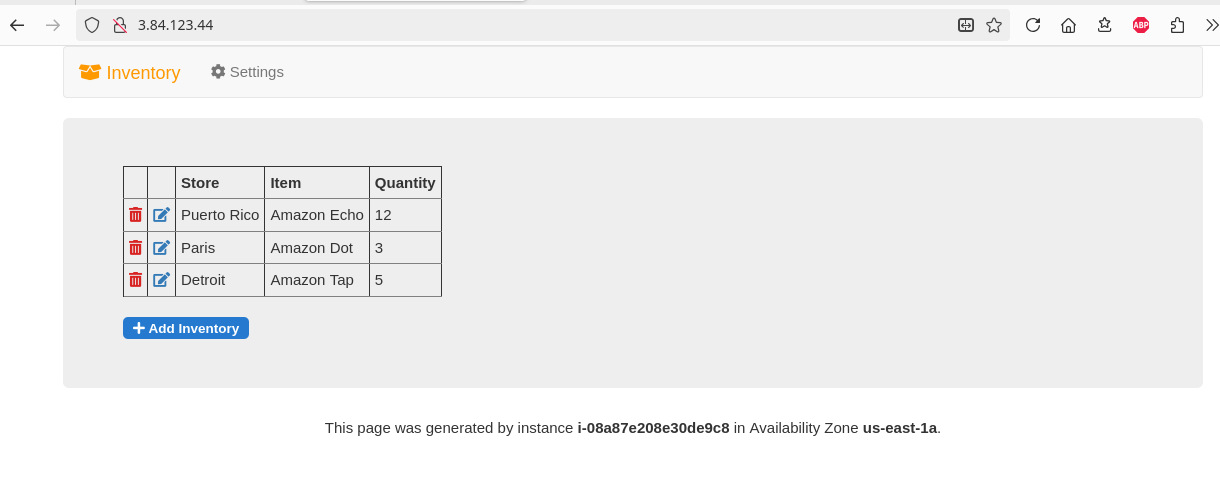 3.84.123.44
ABP
Inventory Settings
Store Item Quantity
Puerto Rico Amazon Echo 12
Paris Amazon Dot 3
Detroit Amazon Tap 5
Add Inventory
This page was generated by instance i-08a87e208e30de9c8 in Availability Zone us-east-1a.